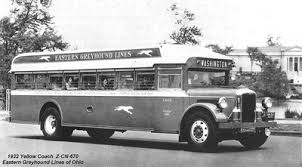 EASTERN GREYHOUND LINES
WASHINGTON
1932 Yellow Coach Z-CN 670
Eastern Greyhound Lines of Ohio